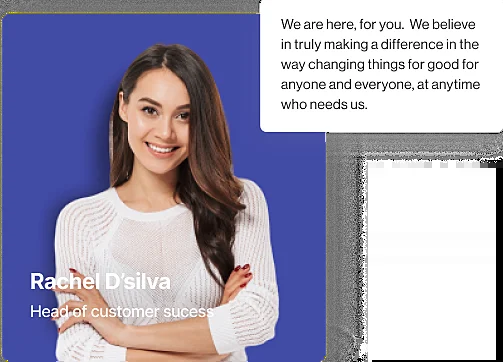 We are here, for you. We believe
in truly making a difference in the
way changing things for good for
anyone and everyone, at anytime
who needs us.
Rachel D'silva
Head of customer sucess